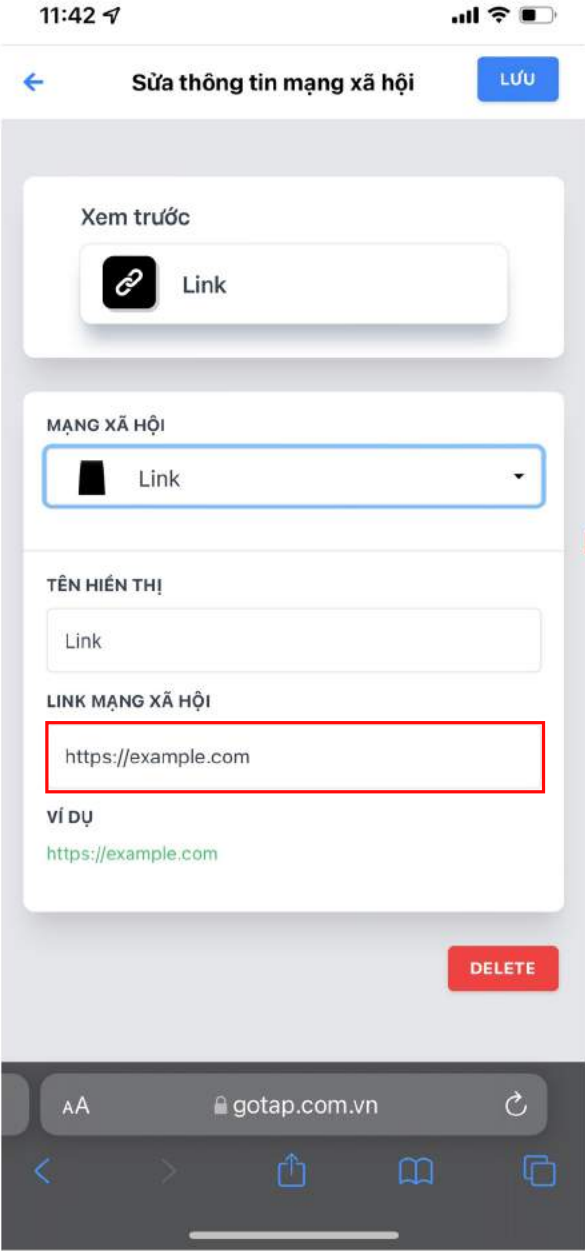 11:42
Sửa thông tin mạng xã hội
LƯU
Xem trước
Link
MẠNG XÃ HỘI
Link
TÊN HIỂN THỊ
Link
LINK MẠNG XÃ HỘI
https://example.com
VÍ DỤ
https://example.com
DELETE
AA
gotap.com.vn